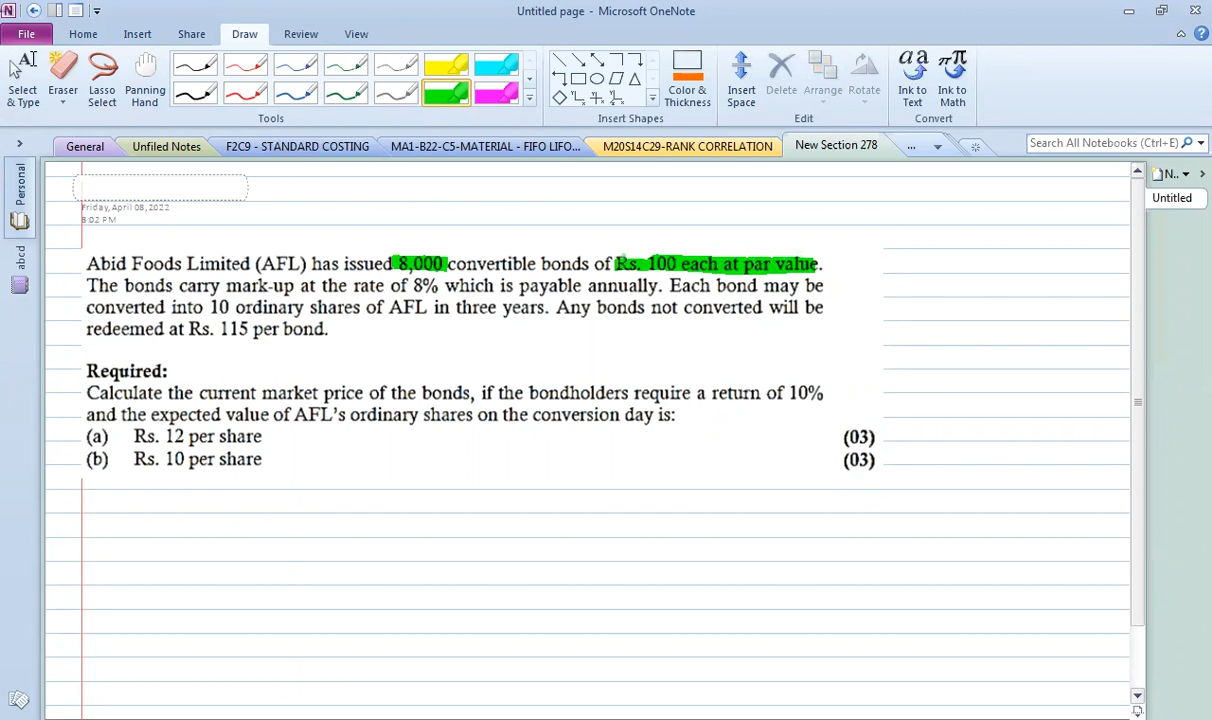 Untitled page - Microsoft OneNote
File Home Insert Share Draw Review View
Select & Type
Eraser
Lasso Select
Panning Hand
Color & Thickness
Insert Space
Delete
Arrange
Rotate
Ink to Text
Ink to Math
Tools
Insert Shapes
Edit
Convert
General
Unfiled Notes
F2C9 - STANDARD COSTING
MA1-B22-C5-MATERIAL - FIFO LIFO...
M20S14C29-RANK CORRELATION
New Section 278
...
Search All Notebooks (Ctrl+E)
Personal
abcd
N..
Untitled
Friday, April 08, 2022
8:02 PM
Abid Foods Limited (AFL) has issued 8,000 convertible bonds of Rs. 100 each at par value.
The bonds carry mark-up at the rate of 8% which is payable annually. Each bond may be
converted into 10 ordinary shares of AFL in three years. Any bonds not converted will be
redeemed at Rs. 115 per bond.
Required:
Calculate the current market price of the bonds, if the bondholders require a return of 10%
and the expected value of AFL's ordinary shares on the conversion day is:
(a) Rs. 12 per share (03)
(b) Rs. 10 per share (03)